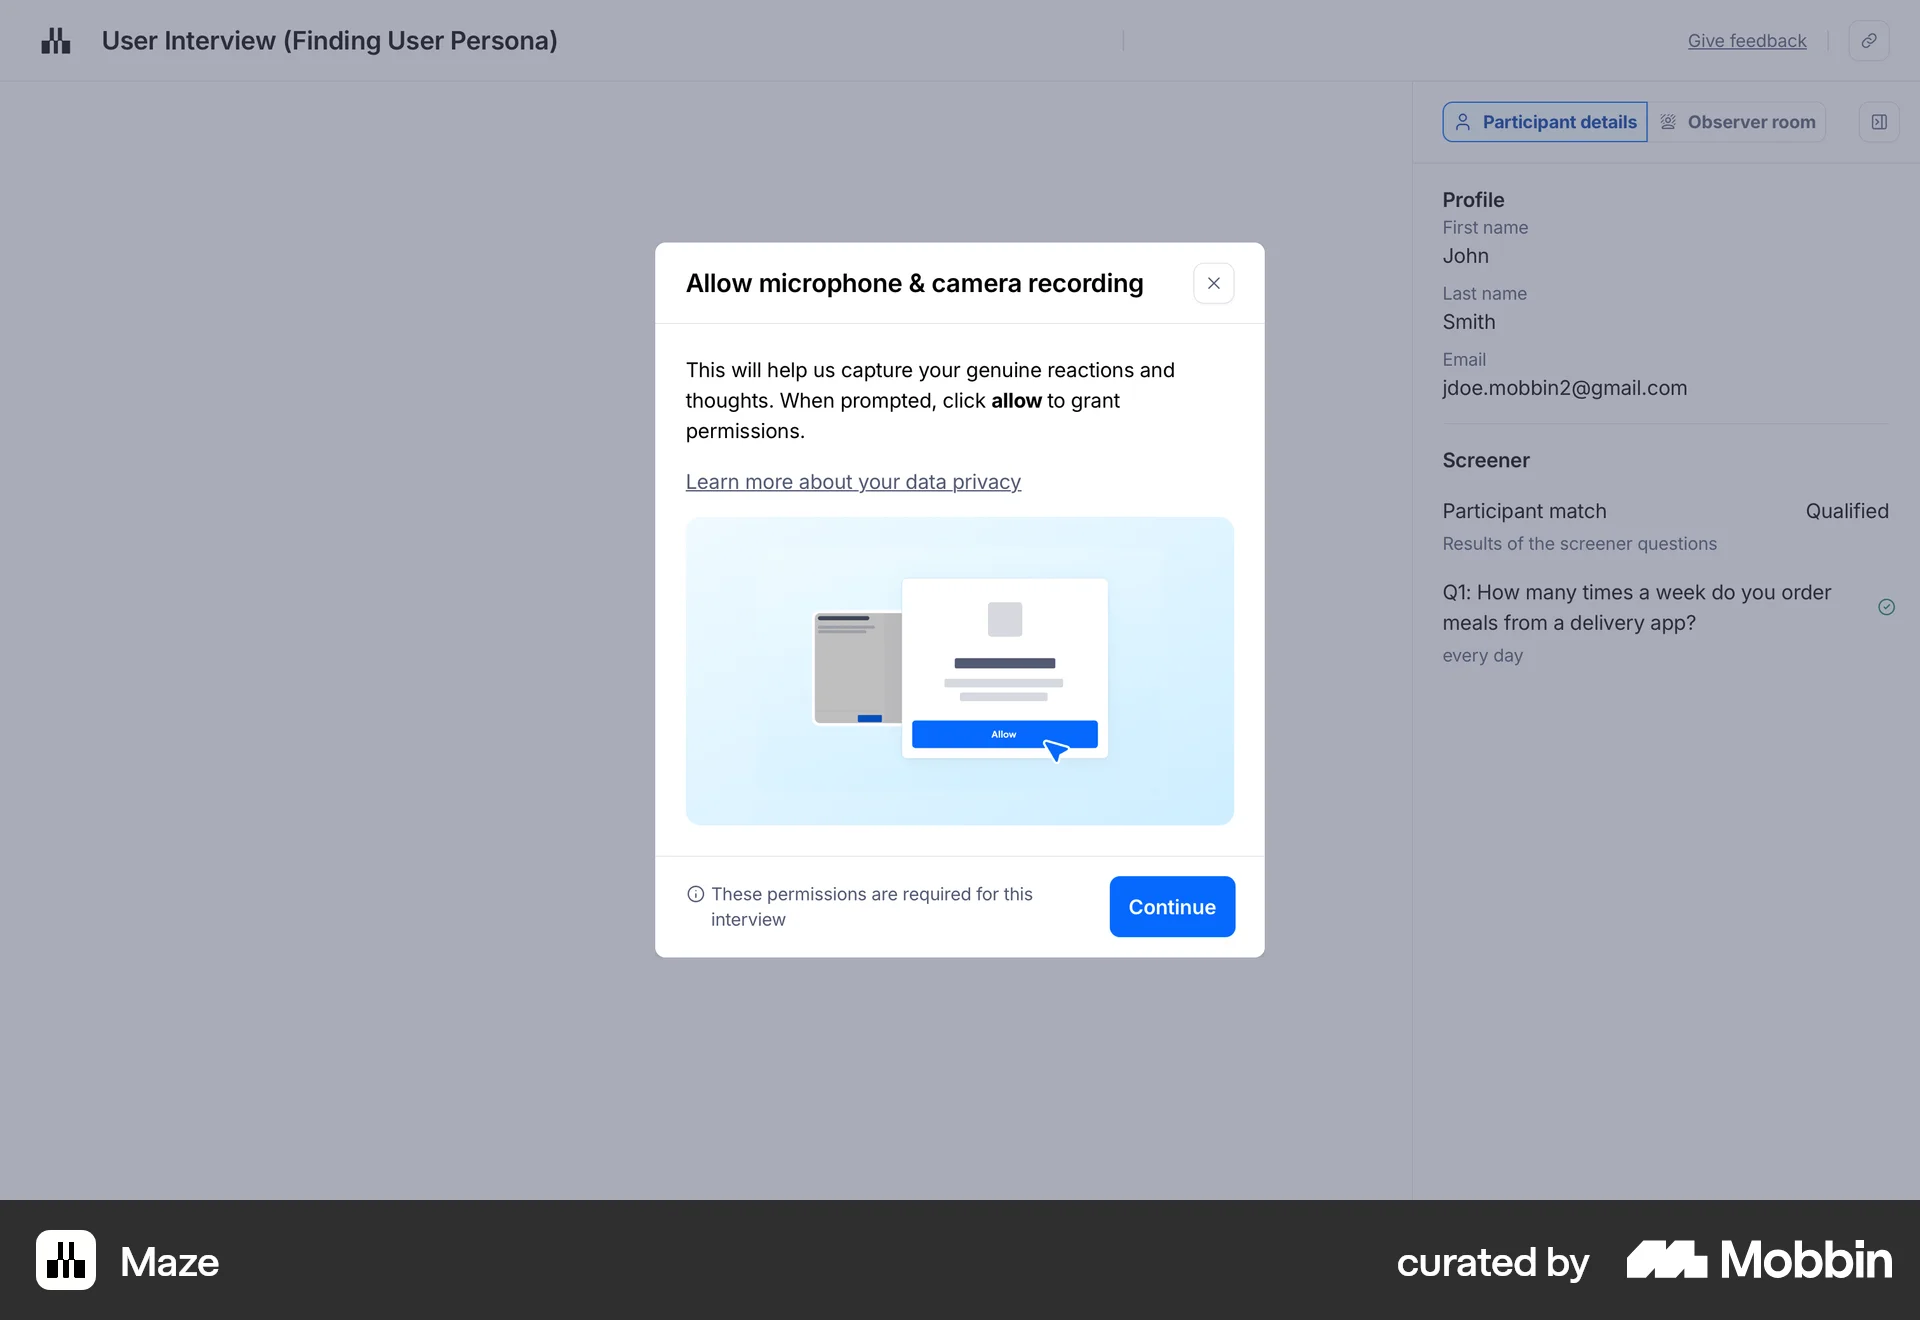 User Interview (Finding User Persona)
Give feedback
Participant details
Observer room
Profile
First name
John
Last name
Smith
Email
jdoe.mobbin2@gmail.com
Screener
Participant match
Qualified
Results of the screener questions
Q1: How many times a week do you order
meals from a delivery app?
every day
Allow microphone & camera recording
This will help us capture your genuine reactions and
thoughts. When prompted, click allow to grant
permissions.
Learn more about your data privacy
Allow
These permissions are required for this
interview
Continue
Maze
curated by
Mobbin